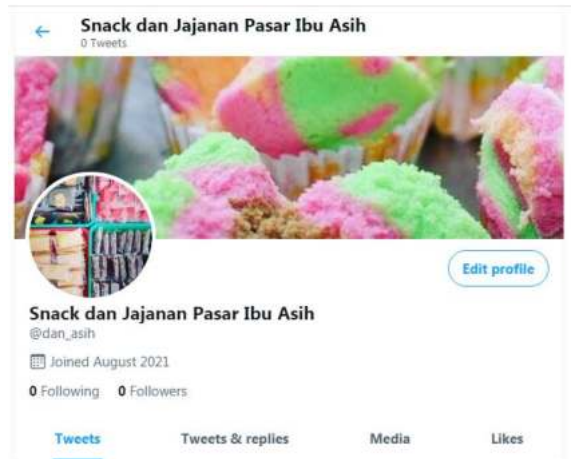 Snack dan Jajanan Pasar Ibu Asih
0 Tweets
Edit profile
Snack dan Jajanan Pasar Ibu Asih
@dan_asih
Joined August 2021
0 Following 0 Followers
Tweets Tweets & replies Media Likes